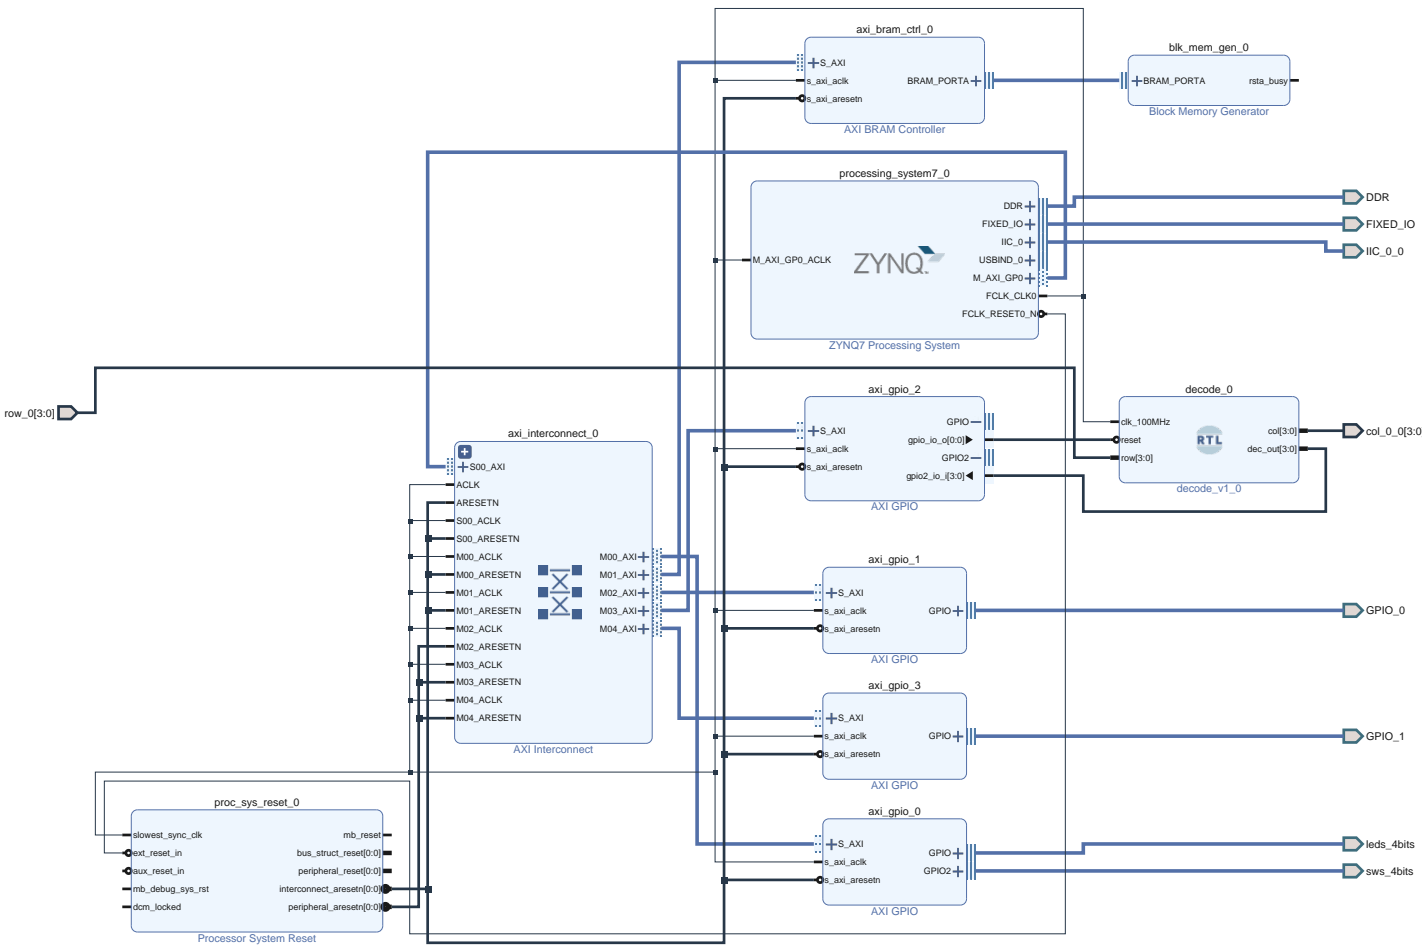 axi_bram_ctrl_0
S_AXI
s_axi_aclk
s_axi_aresetn
BRAM_PORTA
AXI BRAM Controller
blk_mem_gen_0
BRAM_PORTA
rsta_busy
Block Memory Generator
processing_system7_0
M_AXI_GP0_ACLK
ZYNQ
DDR
FIXED_IO
IIC_0
USBIND_0
M_AXI_GP0
FCLK_CLK0
FCLK_RESET0_N
ZYNQ7 Processing System
DDR
FIXED_IO
IIC_0_0
row_0[3:0]
axi_gpio_2
S_AXI
s_axi_aclk
s_axi_aresetn
GPIO
gpio_io_o[0:0]
GPIO2
gpio2_io_i[3:0]
AXI GPIO
decode_0
clk_100MHz
reset
row[3:0]
RTL
col[3:0]
dec_out[3:0]
decode_v1_0
col_0_0[3:0
axi_interconnect_0
S00_AXI
ACLK
ARESETN
S00_ACLK
S00_ARESETN
M00_ACLK
M00_ARESETN
M01_ACLK
M01_ARESETN
M02_ACLK
M02_ARESETN
M03_ACLK
M03_ARESETN
M04_ACLK
M04_ARESETN
M00_AXI
M01_AXI
M02_AXI
M03_AXI
M04_AXI
AXI Interconnect
axi_gpio_1
S_AXI
s_axi_aclk
s_axi_aresetn
GPIO
AXI GPIO
GPIO_0
axi_gpio_3
S_AXI
s_axi_aclk
s_axi_aresetn
GPIO
AXI GPIO
GPIO_1
proc_sys_reset_0
slowest_sync_clk
ext_reset_in
aux_reset_in
mb_debug_sys_rst
dcm_locked
mb_reset
bus_struct_reset[0:0]
peripheral_reset[0:0]
interconnect_aresetn[0:0]
peripheral_aresetn[0:0]
Processor System Reset
axi_gpio_0
S_AXI
s_axi_aclk
s_axi_aresetn
GPIO
GPIO2
AXI GPIO
leds_4bits
sws_4bits